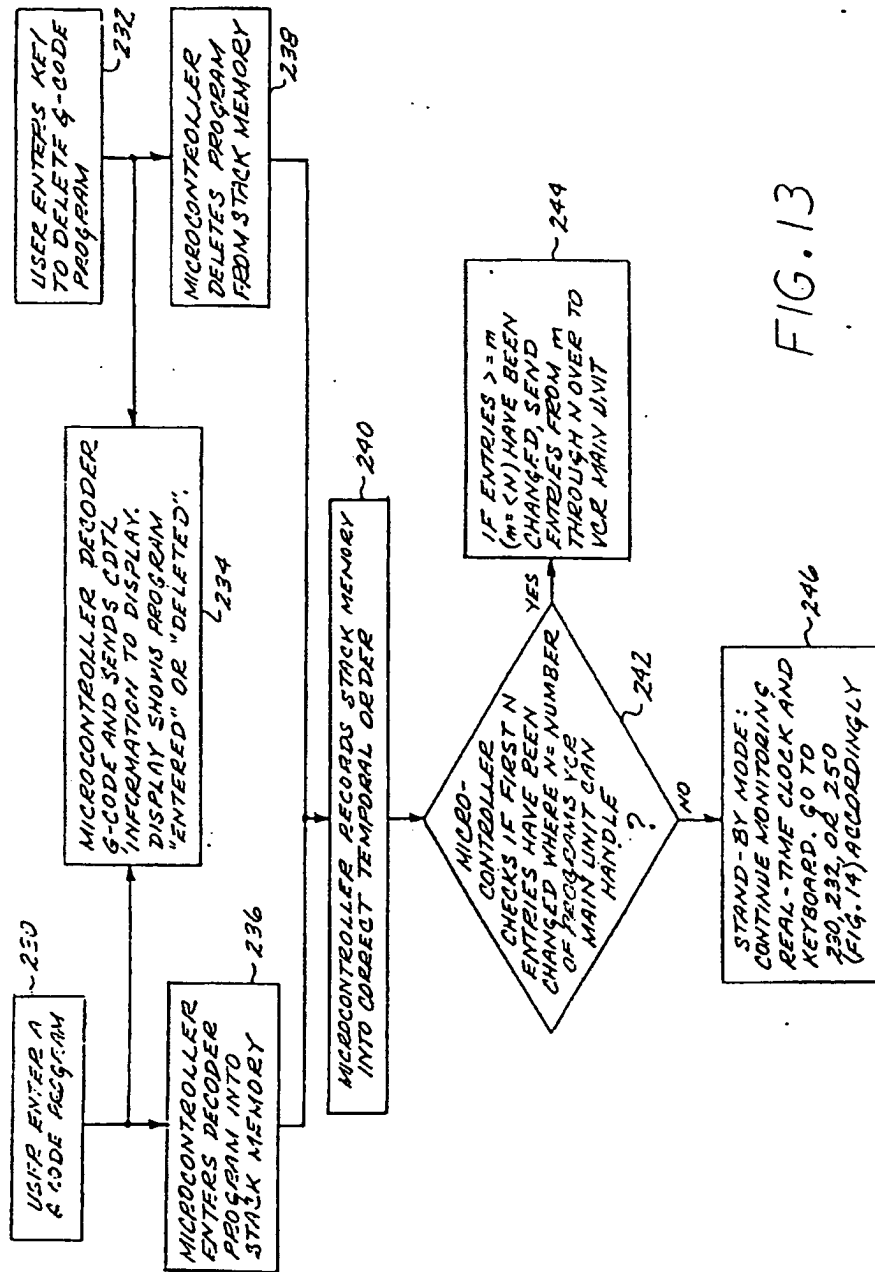 USER ENTER A
G CODE PROGRAM
230
USER ENTERS KEY
TO DELETE G-CODE
PROGRAM
232
MICROCONTROLLER DECODER
G-CODE AND SENDS CDTL
INFORMATION TO DISPLAY.
DISPLAY SHOWS PROGRAM
"ENTERED" OR "DELETED".
234
MICROCONTROLLER
ENTERS DECODER
PROGRAM INTO
STACK MEMORY
236
MICROCONTROLLER
DELETES PROGRAM
FROM STACK MEMORY
238
MICROCONTROLLER RECORDS STACK MEMORY
INTO CORRECT TEMPORAL ORDER
240
MICRO-
CONTROLLER
CHECKS IF FIRST N
ENTRIES HAVE BEEN
CHANGED WHERE N= NUMBER
OF PROGRAMS VCR
MAIN UNIT CAN
HANDLE
?
242
YES
IF ENTRIES >=m
(m=<N) HAVE BEEN
CHANGED, SEND
ENTRIES FROM m
THROUGH N OVER TO
VCR MAIN UNIT
244
NO
STAND-BY MODE:
CONTINUE MONITORING
REAL-TIME CLOCK AND
KEYBOARD. GO TO
230, 232, OR 250
(FIG. 14) ACCORDINGLY
246
FIG. 13